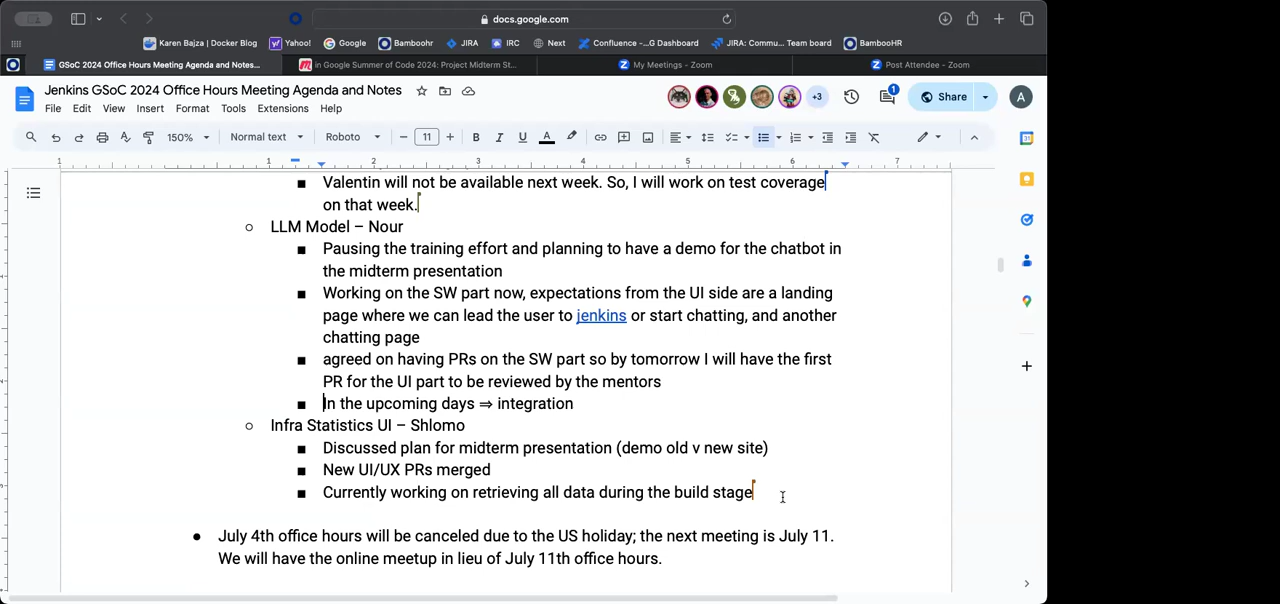 docs.google.com
Karen Bajza | Docker Blog
Yahoo!
Google
Bamboohr
JIRA
IRC
Next
Confluence ...G Dashboard
JIRA: Commu... Team board
BambooHR
GSoC 2024 Office Hours Meeting Agenda and Notes...
in Google Summer of Code 2024: Project Midterm St...
My Meetings - Zoom
Post Attendee - Zoom
Jenkins GSoC 2024 Office Hours Meeting Agenda and Notes
+3
1
Share
A
File Edit View Insert Format Tools Extensions Help
150% Normal text Roboto 11 B I U A
1 1 2 3 4 5 6 7
■ Valentin will not be available next week. So, I will work on test coverage
on that week.
○ LLM Model – Nour
■ Pausing the training effort and planning to have a demo for the chatbot in
the midterm presentation
■ Working on the SW part now, expectations from the UI side are a landing
page where we can lead the user to jenkins or start chatting, and another
chatting page
■ agreed on having PRs on the SW part so by tomorrow I will have the first
PR for the UI part to be reviewed by the mentors
■ In the upcoming days ⇒ integration
○ Infra Statistics UI – Shlomo
■ Discussed plan for midterm presentation (demo old v new site)
■ New UI/UX PRs merged
■ Currently working on retrieving all data during the build stage
● July 4th office hours will be canceled due to the US holiday; the next meeting is July 11.
We will have the online meetup in lieu of July 11th office hours.